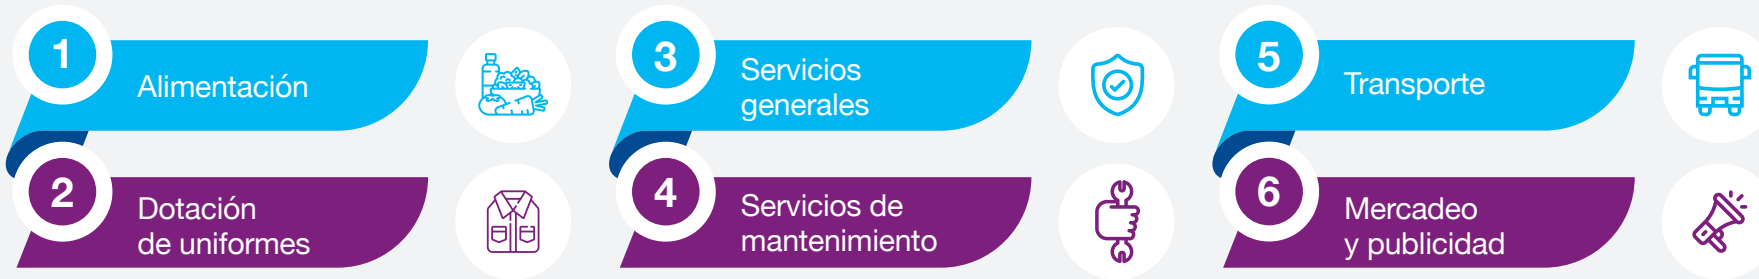 1
Alimentación
2
Dotación
de uniformes
3
Servicios
generales
4
Servicios de
mantenimiento
5
Transporte
6
Mercadeo
y publicidad